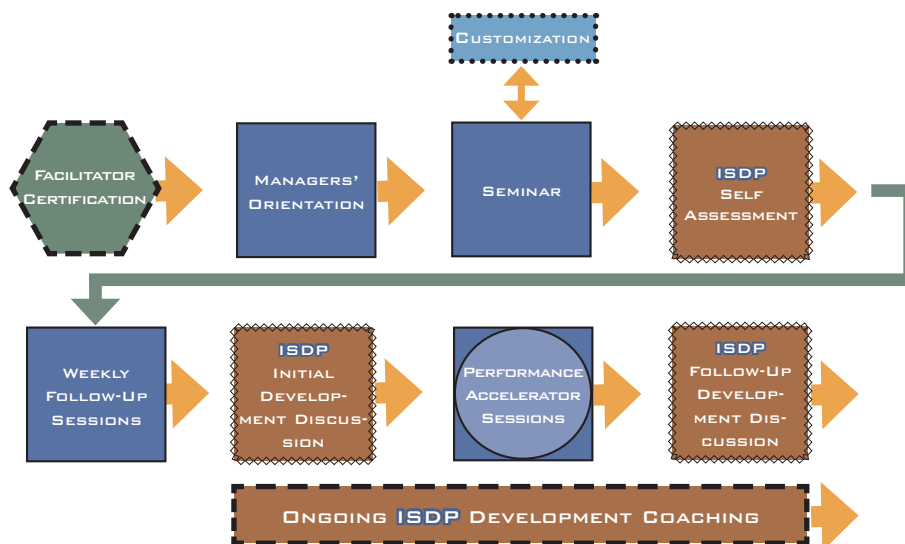 Customization
Facilitator
Certification
Managers’
Orientation
Seminar
ISDP
Self
Assessment
Weekly
Follow-Up
Sessions
ISDP
Initial
Develop-
ment Discus-
sion
Performance
Accelerator
Sessions
ISDP
Follow-Up
Develop-
ment Dis-
cussion
Ongoing ISDP Development Coaching